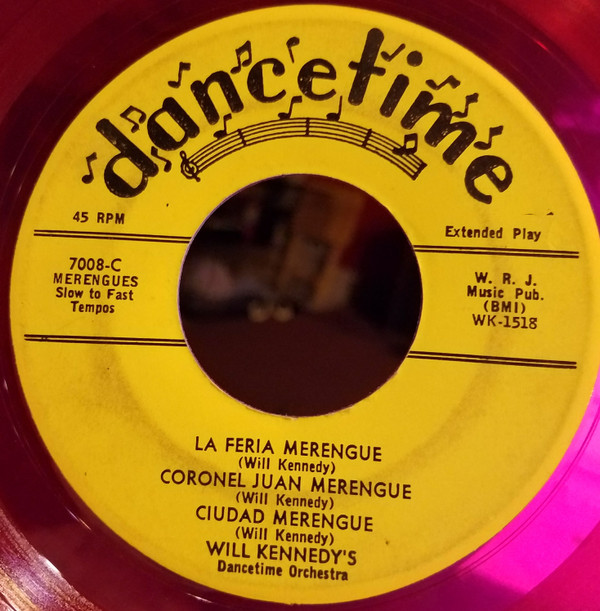 dancetime
45 RPM
Extended Play
7008-C
MERENGUES
Slow to Fast
Tempos
W. R. J.
Music Pub.
(BMI)
WK-1518
LA FERIA MERENGUE
(Will Kennedy)
CORONEL JUAN MERENGUE
(Will Kennedy)
CIUDAD MERENGUE
(Will Kennedy)
WILL KENNEDY'S
Dancetime Orchestra